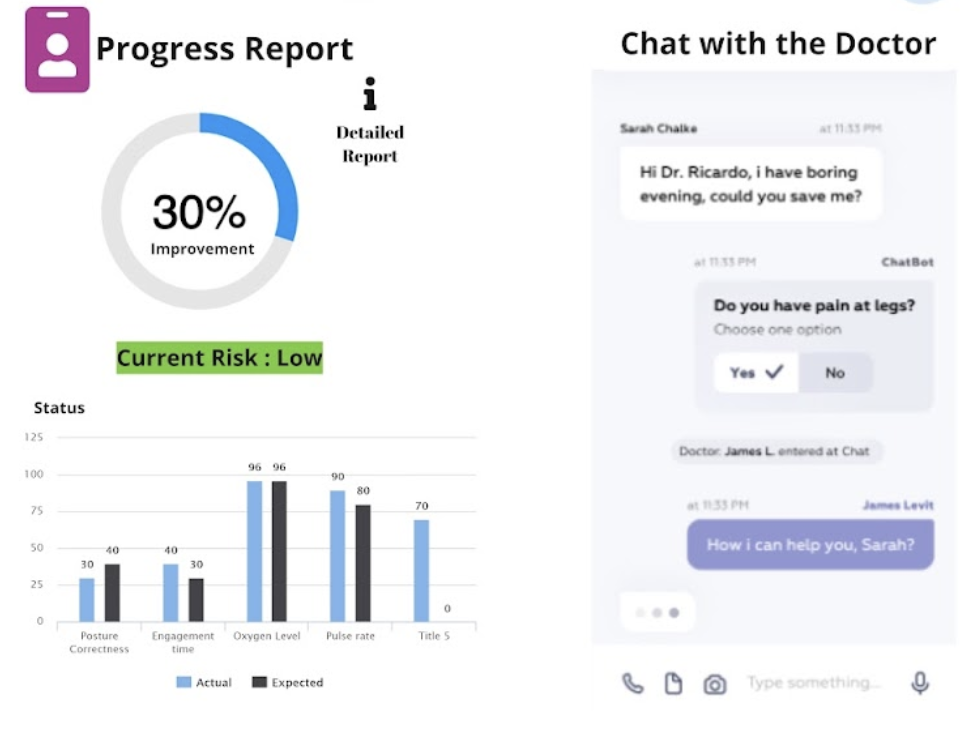 Progress Report
i
Detailed
Report
30%
Improvement
Current Risk : Low
Status
125
100
75
50
25
0
30
40
40
30
96
96
90
80
70
0
Posture
Correctness
Engagement
time
Oxygen Level
Pulse rate
Title 5
Actual
Expected
Chat with the Doctor
Sarah Chalke
at 11:33 PM
Hi Dr. Ricardo, i have boring
evening, could you save me?
at 11:33 PM
ChatBot
Do you have pain at legs?
Choose one option
Yes
No
Doctor: James L. entered at Chat
at 11:33 PM
James Levit
How i can help you, Sarah?
Type something...